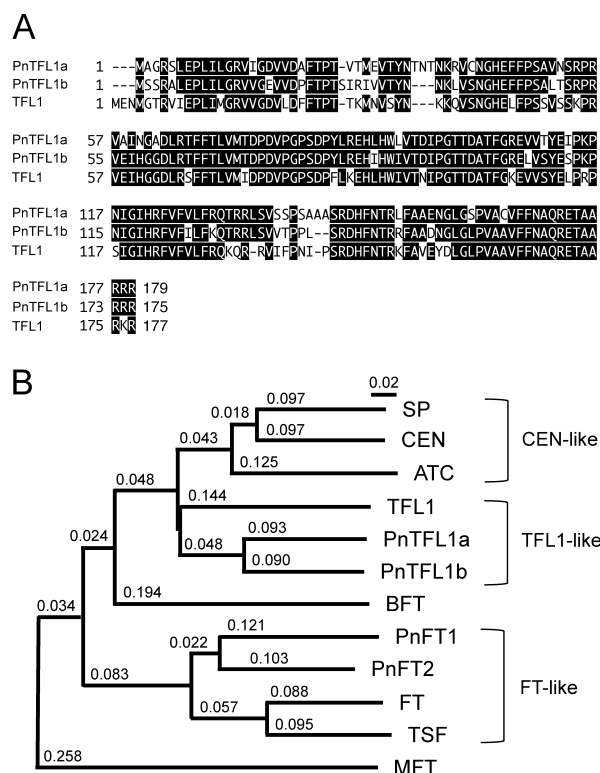 A
PnTFL1a 1 ---MAGRSLEPLILGRVIGDVVDAFTPT-VTMEVTYNTNTNKRVCNGHEFFPSAVNSRPR
PnTFL1b 1 ---MSSRALEPLILGRVVGEVVDPFTPTSIRIVVTYN---NKLVSNGHEFFPSALTSRPR
TFL1 1 MENMGTRVIEPLIMGRVVGDVLDFFTPT-TKMNVSYN---KKQVSNGHELFPSSVSSKPR
PnTFL1a 57 VAINGADLRTFFTLVMTDPDVPGPSDPYLREHLHWLVTDIPGTTDATFGREVVTYEIPKP
PnTFL1b 55 VEIHGGDLRTFFTLVMTDPDVPGPSDPYLREHIHWIVTDIPGTTDATFGRELVSYESPKP
TFL1 57 VEIHGGDLRSFFTLVMIDPDVPGPSDPFLKEHLHWIVTNIPGTTDATFGKEVVSYELPRP
PnTFL1a 117 NIGIHRFVFVLFRQTRRLSVSSPSAAASRDHFNTRLFAAENGLGSPVACVFFNAQRETAA
PnTFL1b 115 NIGIHRFVFILFKQTRRLSVVTPPL--SRDHFNTRRFAADNGLGLPVAAVFFNAQRETAA
TFL1 117 SIGIHRFVFVLFRQKQR-RVIFPNI-PSRDHFNTRKFAVEYDLGLPVAAVFFNAQRETAA
PnTFL1a 177 RRR 179
PnTFL1b 173 RRR 175
TFL1 175 RKR 177
B
0.02
0.097 SP
0.018
0.097 CEN
CEN-like
0.043
0.125 ATC
0.048
0.144 TFL1
0.093 PnTFL1a
TFL1-like
0.048
0.090 PnTFL1b
0.024
0.194 BFT
0.034
0.121 PnFT1
0.022
0.103 PnFT2
0.083
FT-like
0.088 FT
0.057
0.095 TSF
0.258 MFT